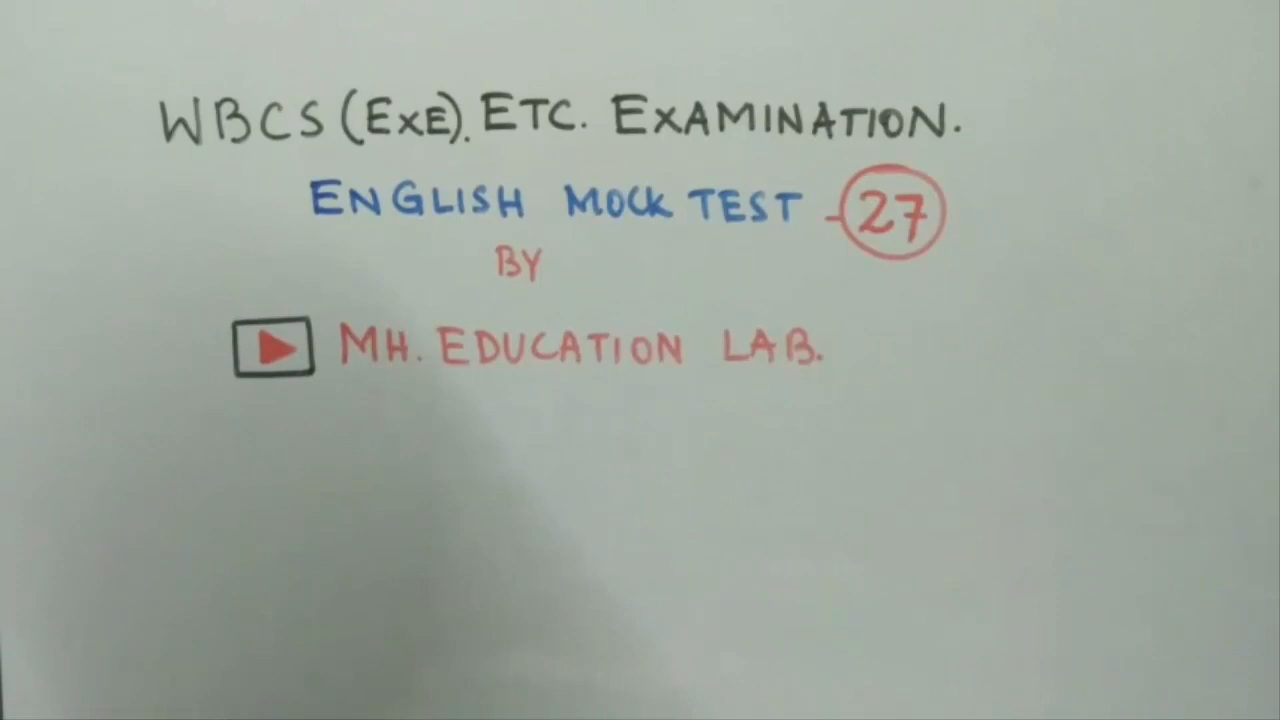 WBCS (EXE). ETC. EXAMINATION.
ENGLISH MOCK TEST - 27
BY
MH. EDUCATION LAB.